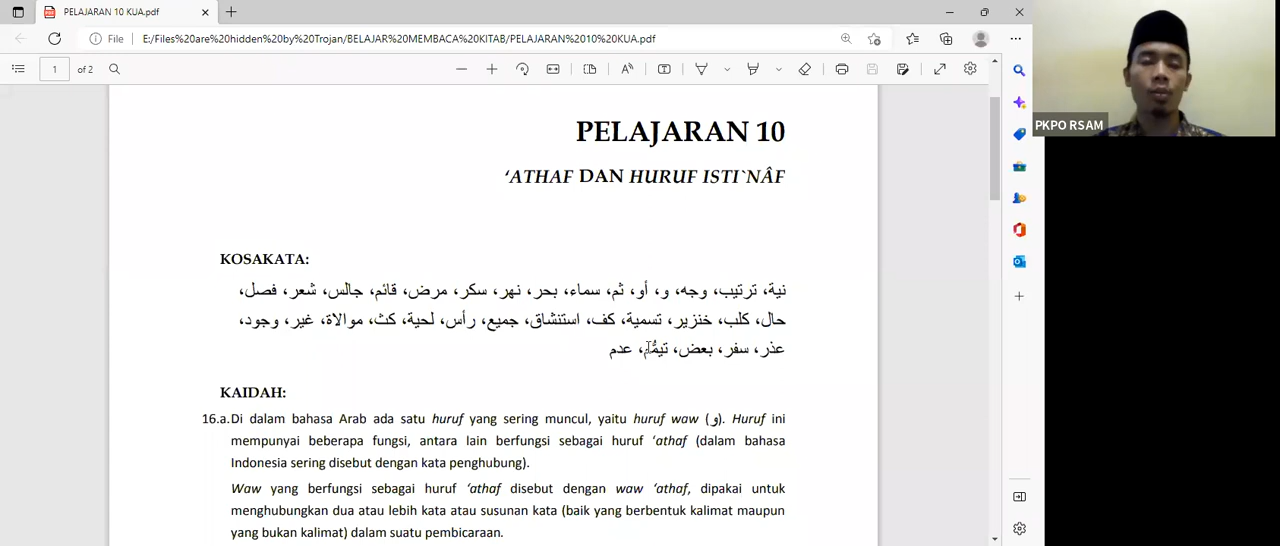 PELAJARAN 10 KUA.pdf
File
E:/Files%20are%20hidden%20by%20Trojan/BELAJAR%20MEMBACA%20KITAB/PELAJARAN%2010%20KUA.pdf
1 of 2
PKPO RSAM
PELAJARAN 10
‘ATHAF DAN HURUF ISTI`NÂF
KOSAKATA:
نية، ترتيب، وجه، و، أو، ثم، سماء، بحر، نهر، سكر، مرض، قائم، جالس، شعر، فصل،
حال، كلب، خنزير، تسمية، كف، استنشاق، جميع، رأس، لحية، كث، موالاة، غير، وجود،
عذر، سفر، بعض، تيمُّم، عدم
KAIDAH:
16.a. Di dalam bahasa Arab ada satu huruf yang sering muncul, yaitu huruf waw (و). Huruf ini
mempunyai beberapa fungsi, antara lain berfungsi sebagai huruf ‘athaf (dalam bahasa
Indonesia sering disebut dengan kata penghubung).
Waw yang berfungsi sebagai huruf ‘athaf disebut dengan waw ‘athaf, dipakai untuk
menghubungkan dua atau lebih kata atau susunan kata (baik yang berbentuk kalimat maupun
yang bukan kalimat) dalam suatu pembicaraan.